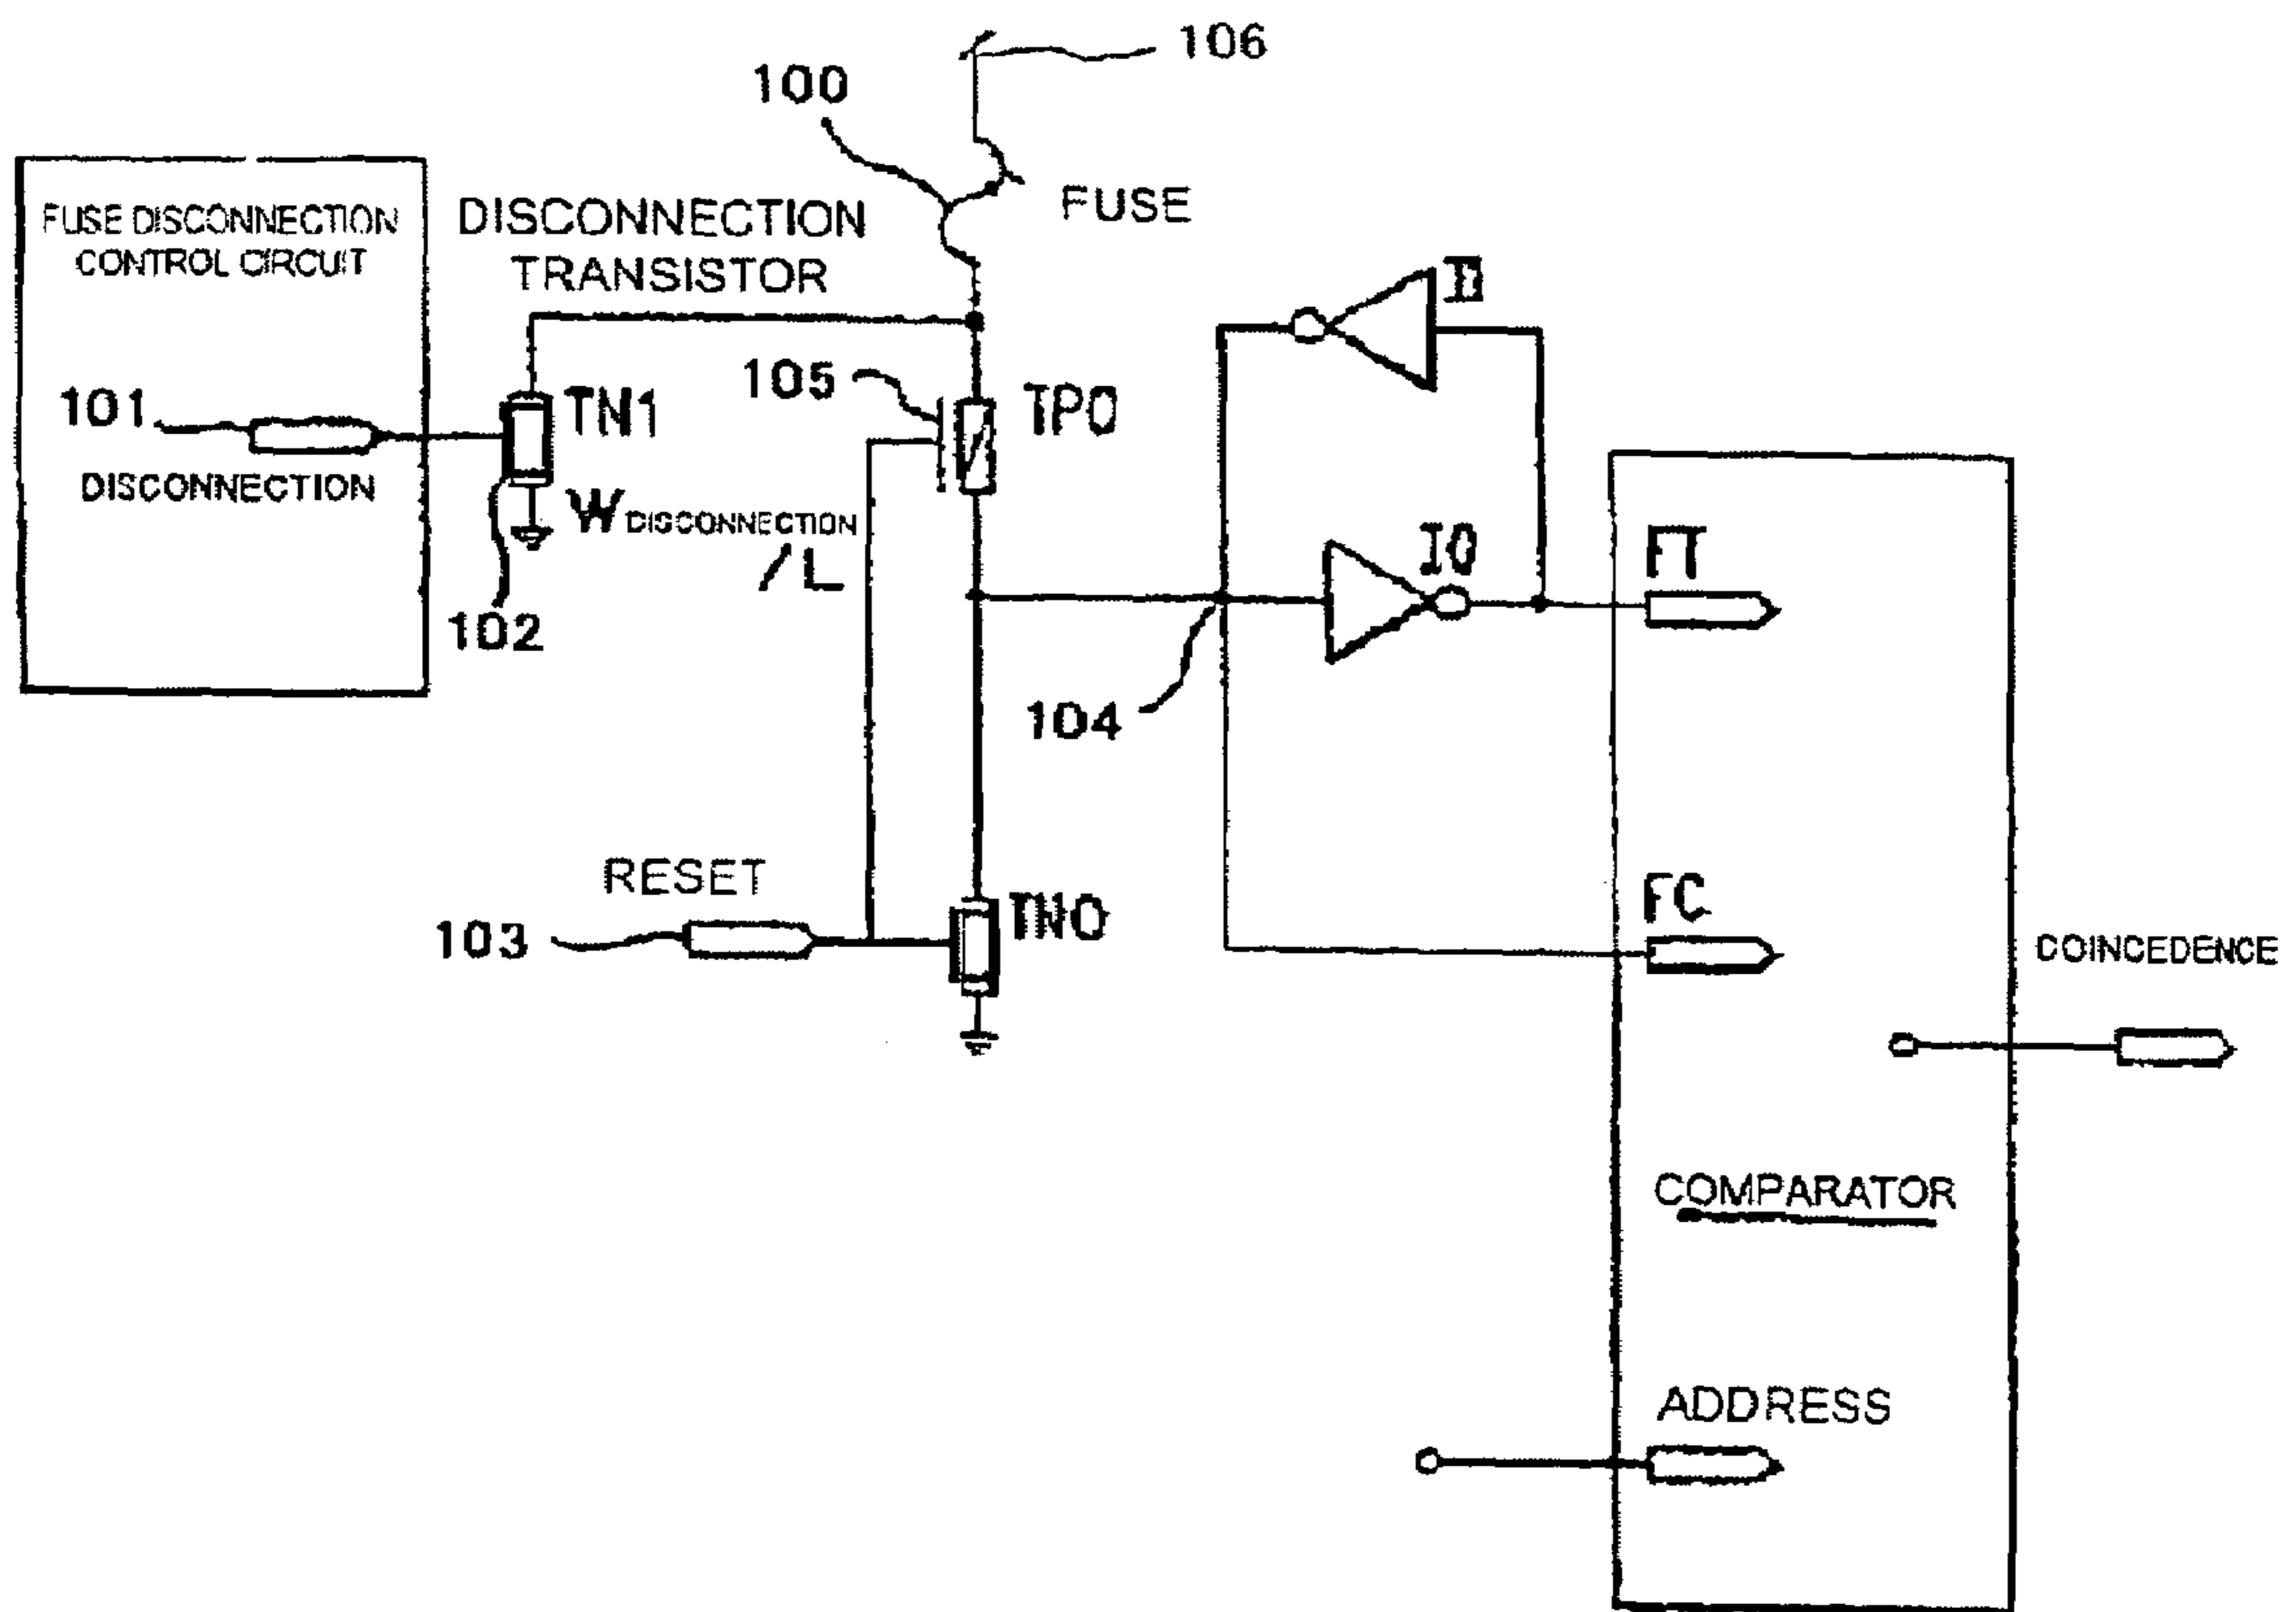 106
100
FUSE
FUSE DISCONNECTION
CONTROL CIRCUIT
DISCONNECTION
TRANSISTOR
105
TP0
101
TN1
DISCONNECTION
W DISCONNECTION
/L
102
I0
FT
104
RESET
103
TN0
FC
COINCEDENCE
COMPARATOR
ADDRESS